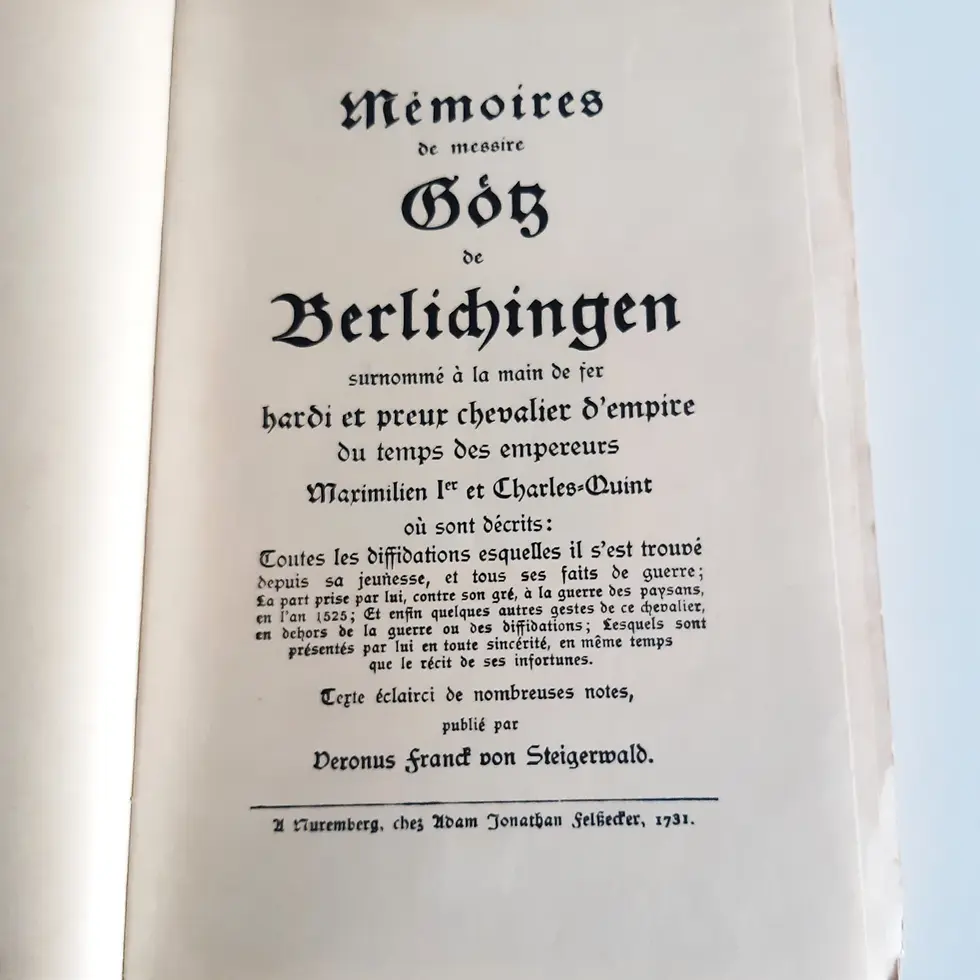 Mémoires
de messire
Goͤtz
de
Berlichingen
surnommé à la main de fer
hardi et preux chevalier d'empire
du temps des empereurs
Maximilien Ier et Charles-Quint
où sont décrits:
Toutes les diffidations esquelles il s'est trouvé
depuis sa jeunesse, et tous ses faits de guerre;
La part prise par lui, contre son gré, à la guerre des paysans,
en l'an 1525; Et enfin quelques autres gestes de ce chevalier,
en dehors de la guerre ou des diffidations; Lesquels sont
présentés par lui en toute sincérité, en même temps
que le récit de ses infortunes.
Texte éclairci de nombreuses notes,
publié par
Veronus Franck von Steigerwald.
A Nuremberg, chez Adam Jonathan Felßecker, 1731.